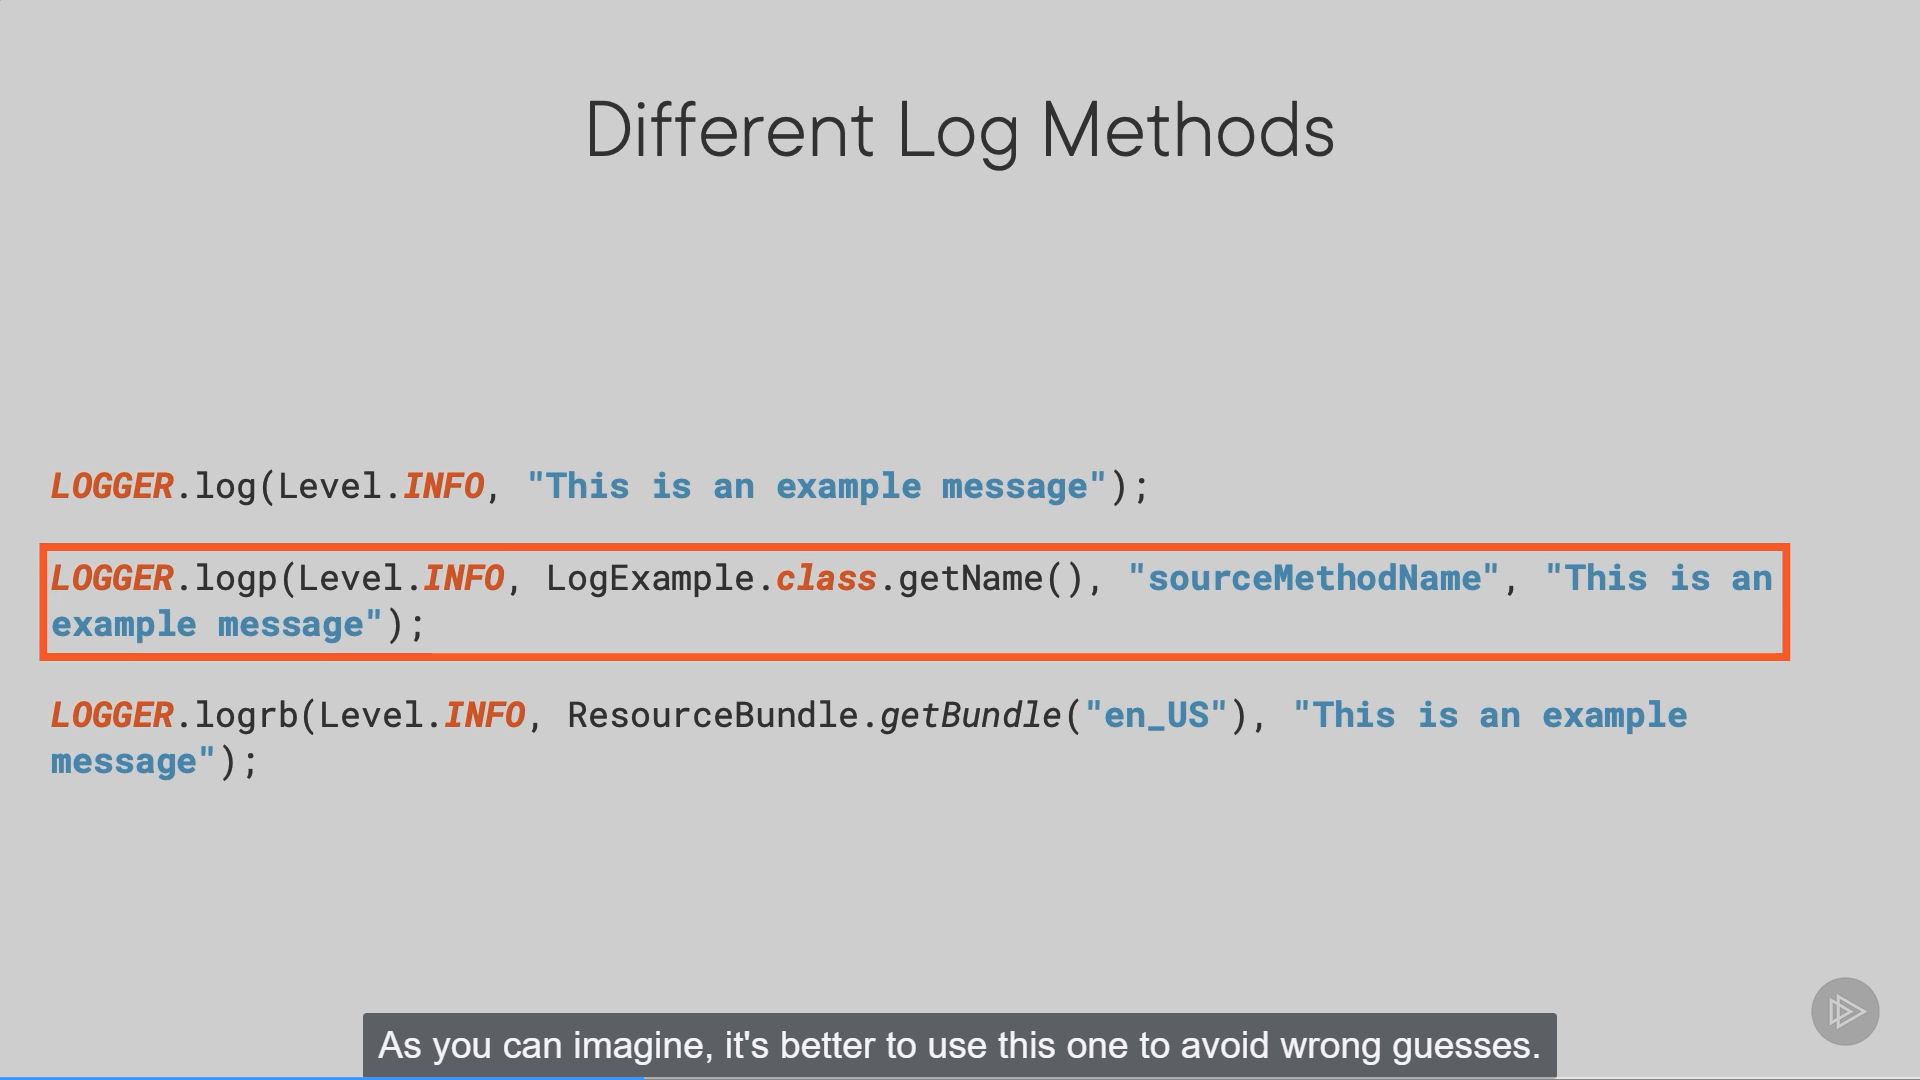 Different Log Methods
LOGGER.log(Level.INFO, "This is an example message");
LOGGER.logp(Level.INFO, LogExample.class.getName(), "sourceMethodName", "This is an
example message");
LOGGER.logrb(Level.INFO, ResourceBundle.getBundle("en_US"), "This is an example
message");
As you can imagine, it's better to use this one to avoid wrong guesses.